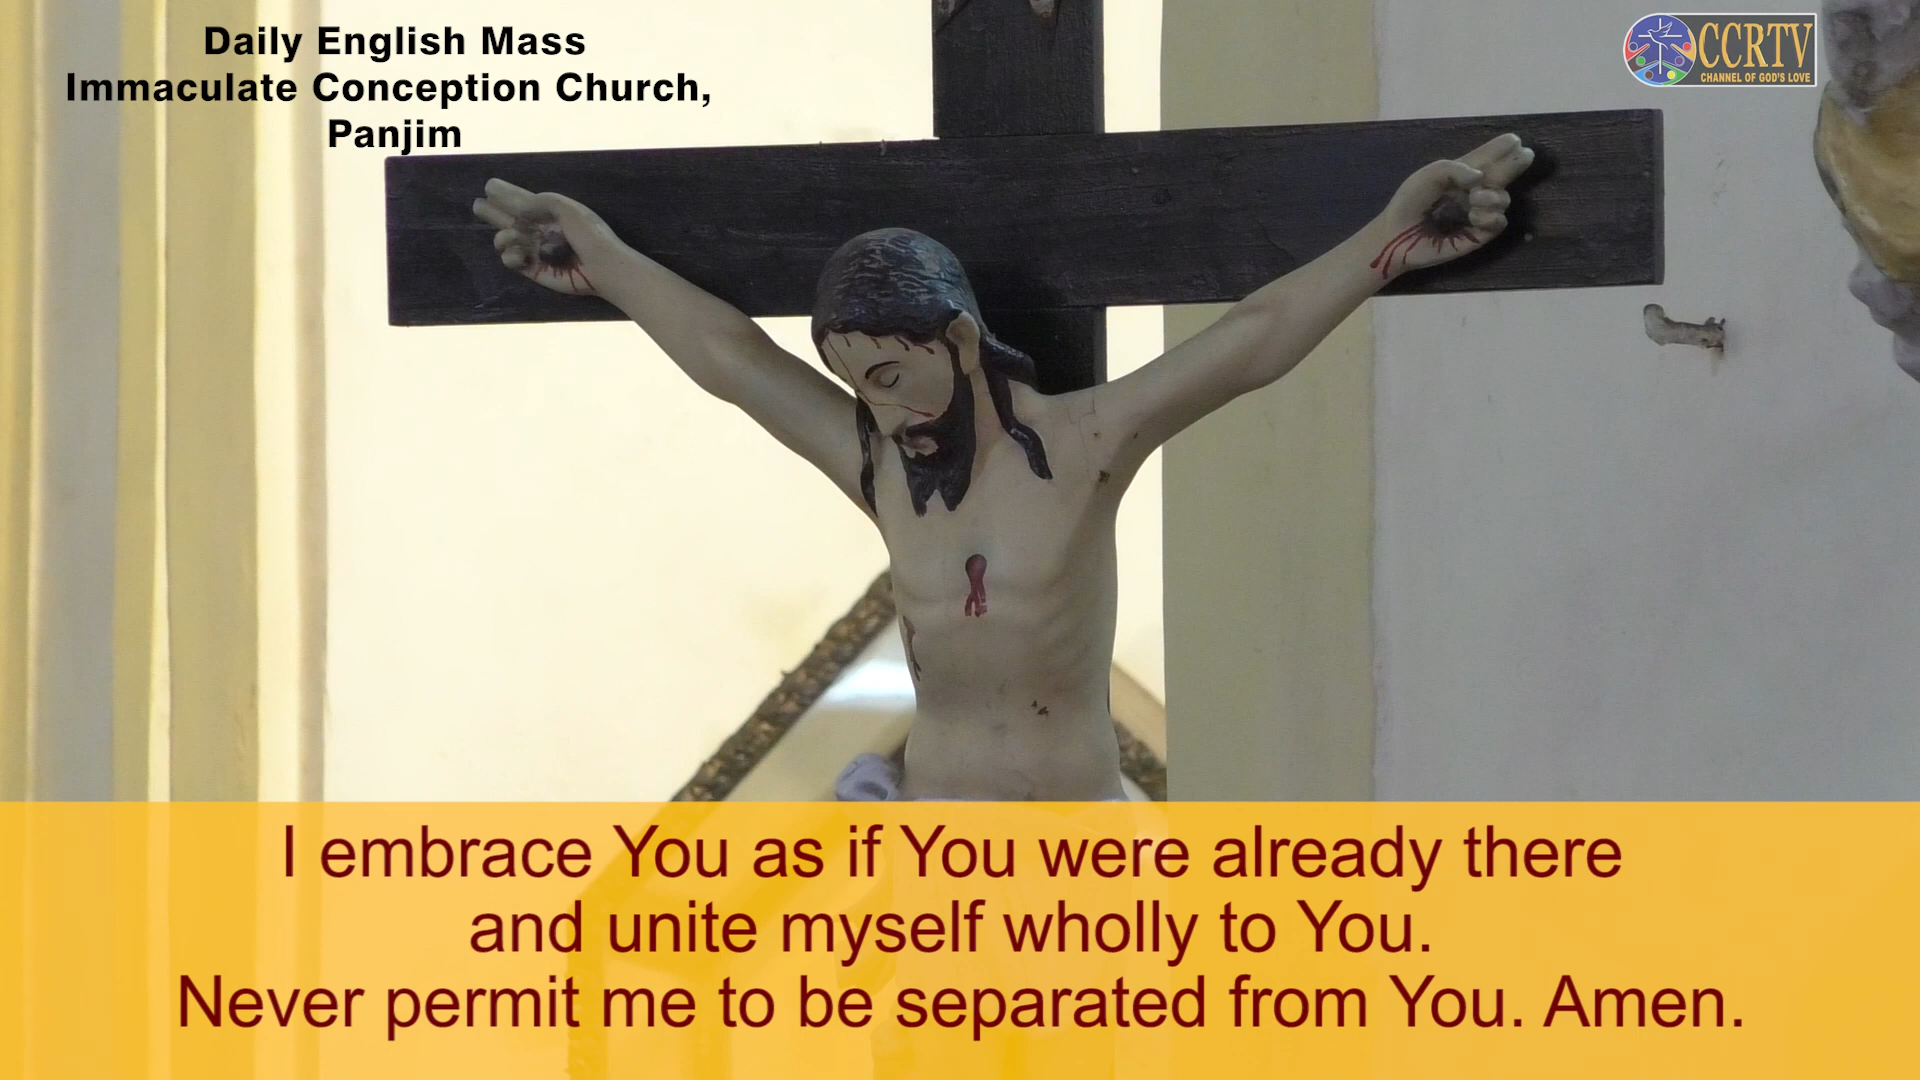 Daily English Mass
Immaculate Conception Church,
Panjim
CCRTV
CHANNEL OF GOD'S LOVE
I embrace You as if You were already there
and unite myself wholly to You.
Never permit me to be separated from You. Amen.